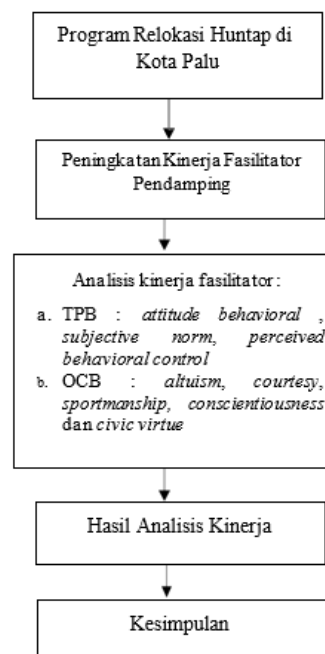 Program Relokasi Huntap di
Kota Palu
Peningkatan Kinerja Fasilitator
Pendamping
Analisis kinerja fasilitator:
a. TPB : attitude behavioral ,
subjective norm, perceived
behavioral control
b. OCB : altuism, courtesy,
sportmanship, conscientiousness
dan civic virtue
Hasil Analisis Kinerja
Kesimpulan